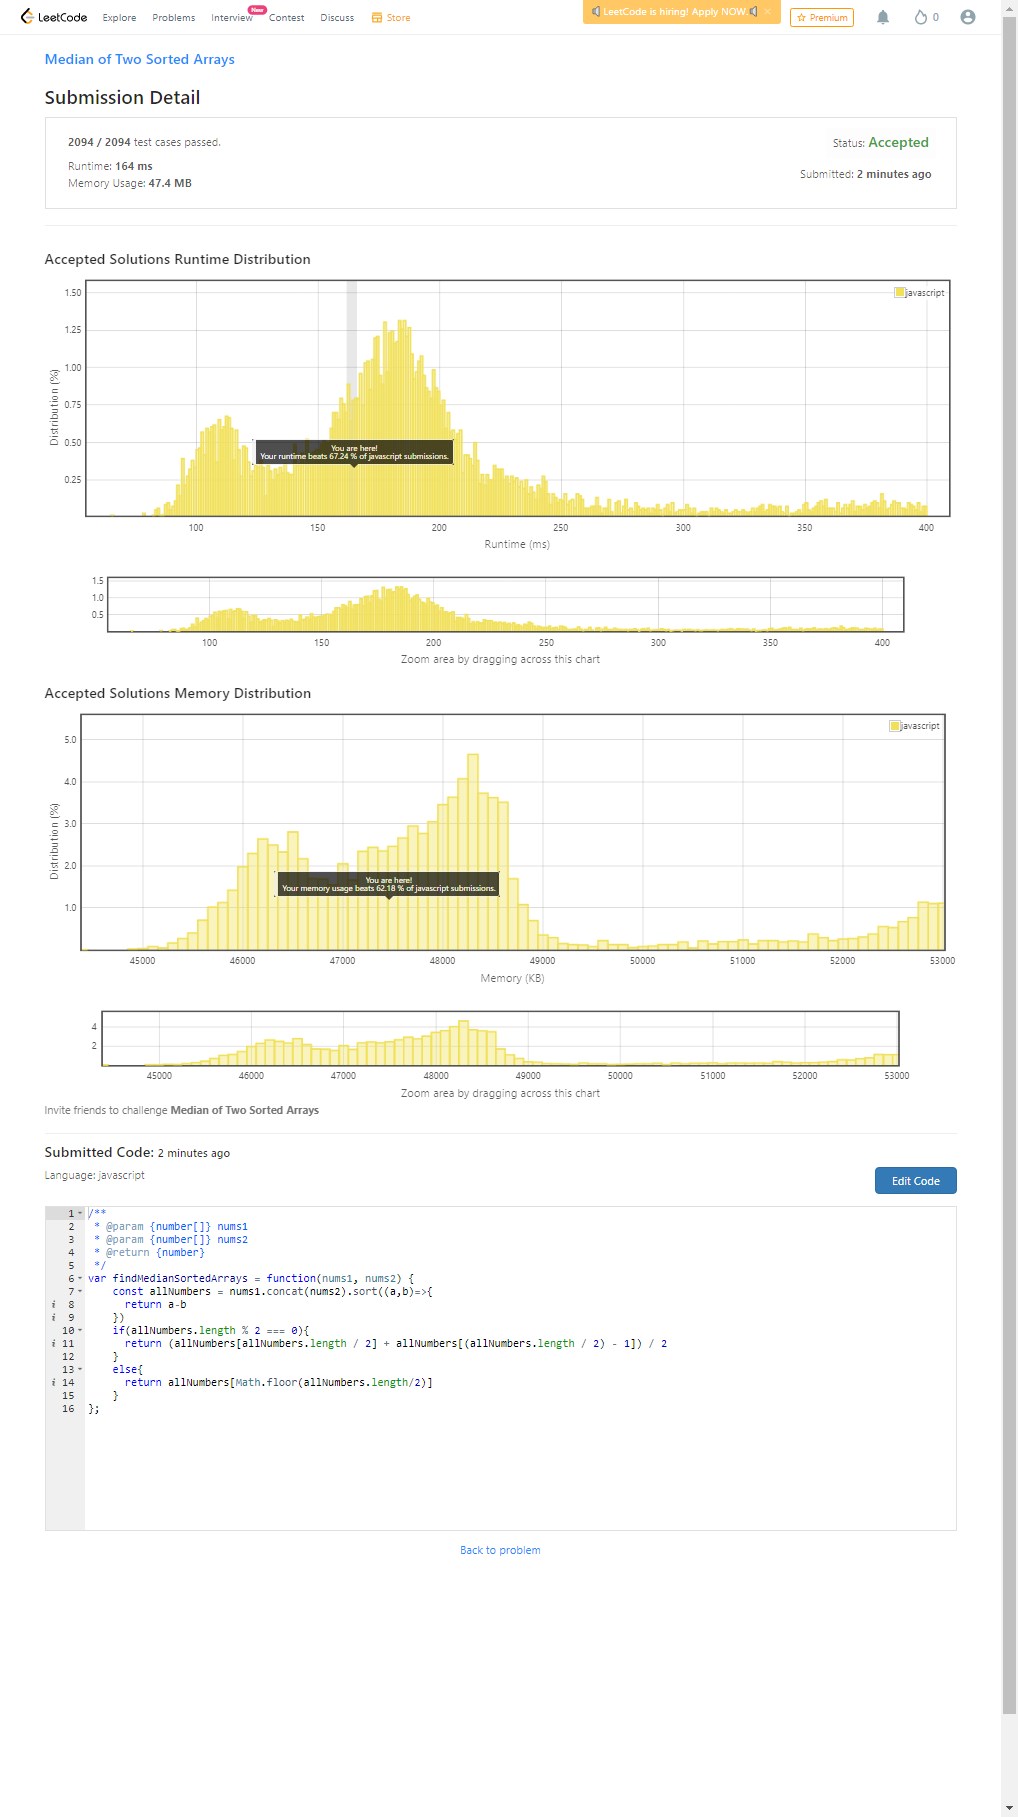 LeetCode Explore Problems Interview New Contest Discuss Store LeetCode is hiring! Apply NOW. × Premium 0
Median of Two Sorted Arrays
Submission Detail
2094 / 2094 test cases passed.
Status: Accepted
Runtime: 164 ms
Submitted: 2 minutes ago
Memory Usage: 47.4 MB
Accepted Solutions Runtime Distribution
javascript
1.50
1.25
1.00
0.75
0.50
0.25
Distribution (%)
You are here!
Your runtime beats 67.24 % of javascript submissions.
100 150 200 250 300 350 400
Runtime (ms)
1.5
1.0
0.5
100 150 200 250 300 350 400
Zoom area by dragging across this chart
Accepted Solutions Memory Distribution
javascript
5.0
4.0
3.0
2.0
1.0
Distribution (%)
You are here!
Your memory usage beats 62.18 % of javascript submissions.
45000 46000 47000 48000 49000 50000 51000 52000 53000
Memory (KB)
4
2
45000 46000 47000 48000 49000 50000 51000 52000 53000
Zoom area by dragging across this chart
Invite friends to challenge Median of Two Sorted Arrays
Submitted Code: 2 minutes ago
Language: javascript
Edit Code
1 /**
2 * @param {number[]} nums1
3 * @param {number[]} nums2
4 * @return {number}
5 */
6 var findMedianSortedArrays = function(nums1, nums2) {
7 const allNumbers = nums1.concat(nums2).sort((a,b)=>{
i 8 return a-b
i 9 })
10 if(allNumbers.length % 2 === 0){
i 11 return (allNumbers[allNumbers.length / 2] + allNumbers[(allNumbers.length / 2) - 1]) / 2
12 }
13 else{
i 14 return allNumbers[Math.floor(allNumbers.length/2)]
15 }
16 };
Back to problem